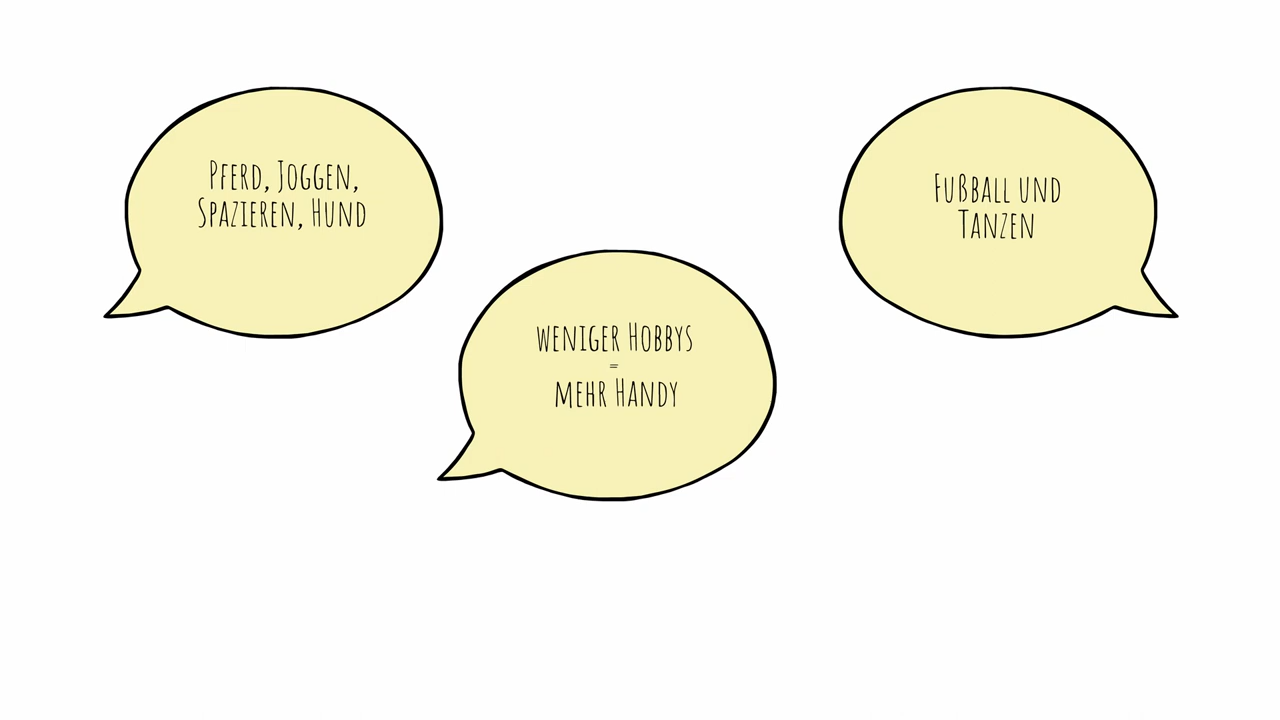 Pferd, Joggen,
Spazieren, Hund
Fußball und
Tanzen
weniger Hobbys
=
mehr Handy